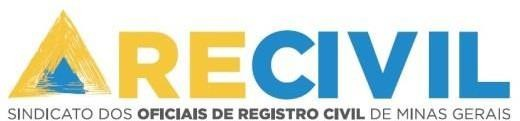 RECIVIL
SINDICATO DOS OFICIAIS DE REGISTRO CIVIL DE MINAS GERAIS